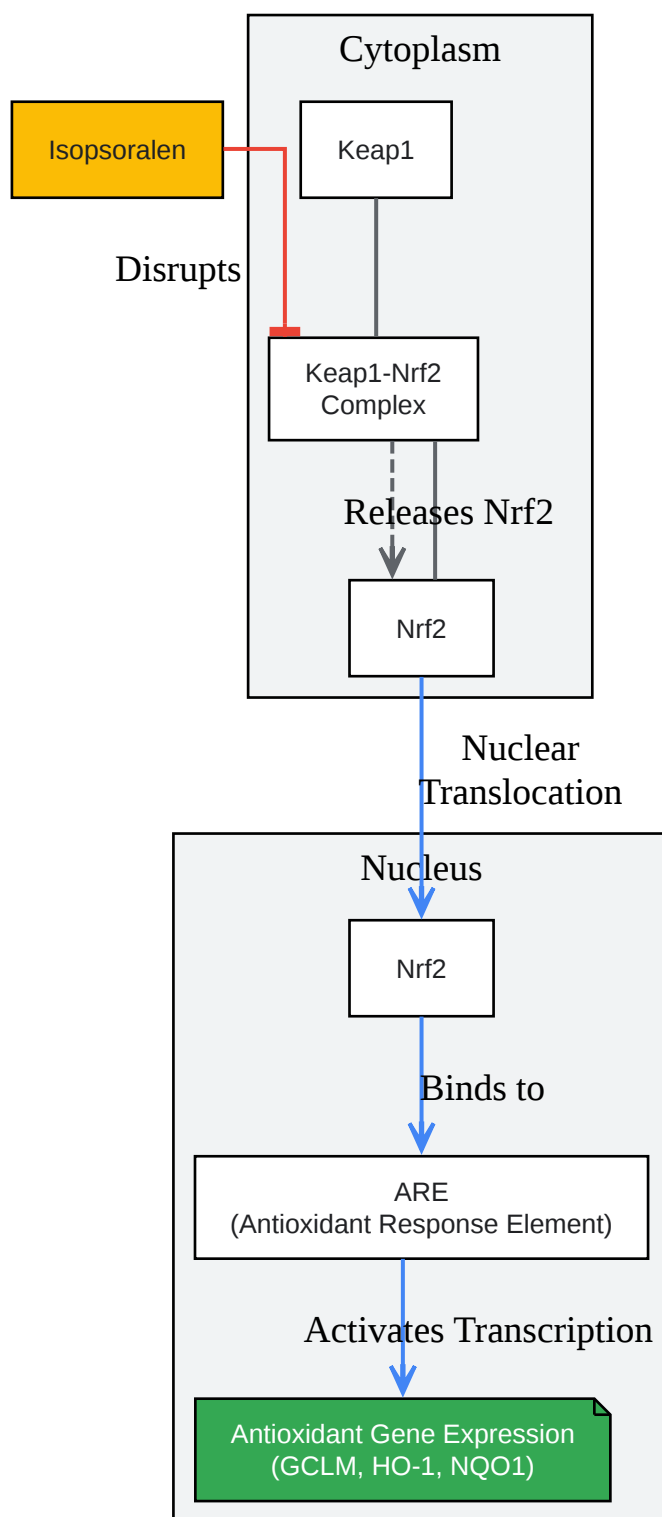 Cytoplasm
Isopsoralen
Keap1
Disrupts
Keap1-Nrf2
Complex
Releases Nrf2
Nrf2
Nuclear
Translocation
Nucleus
Nrf2
Binds to
ARE
(Antioxidant Response Element)
Activates Transcription
Antioxidant Gene Expression
(GCLM, HO-1, NQO1)